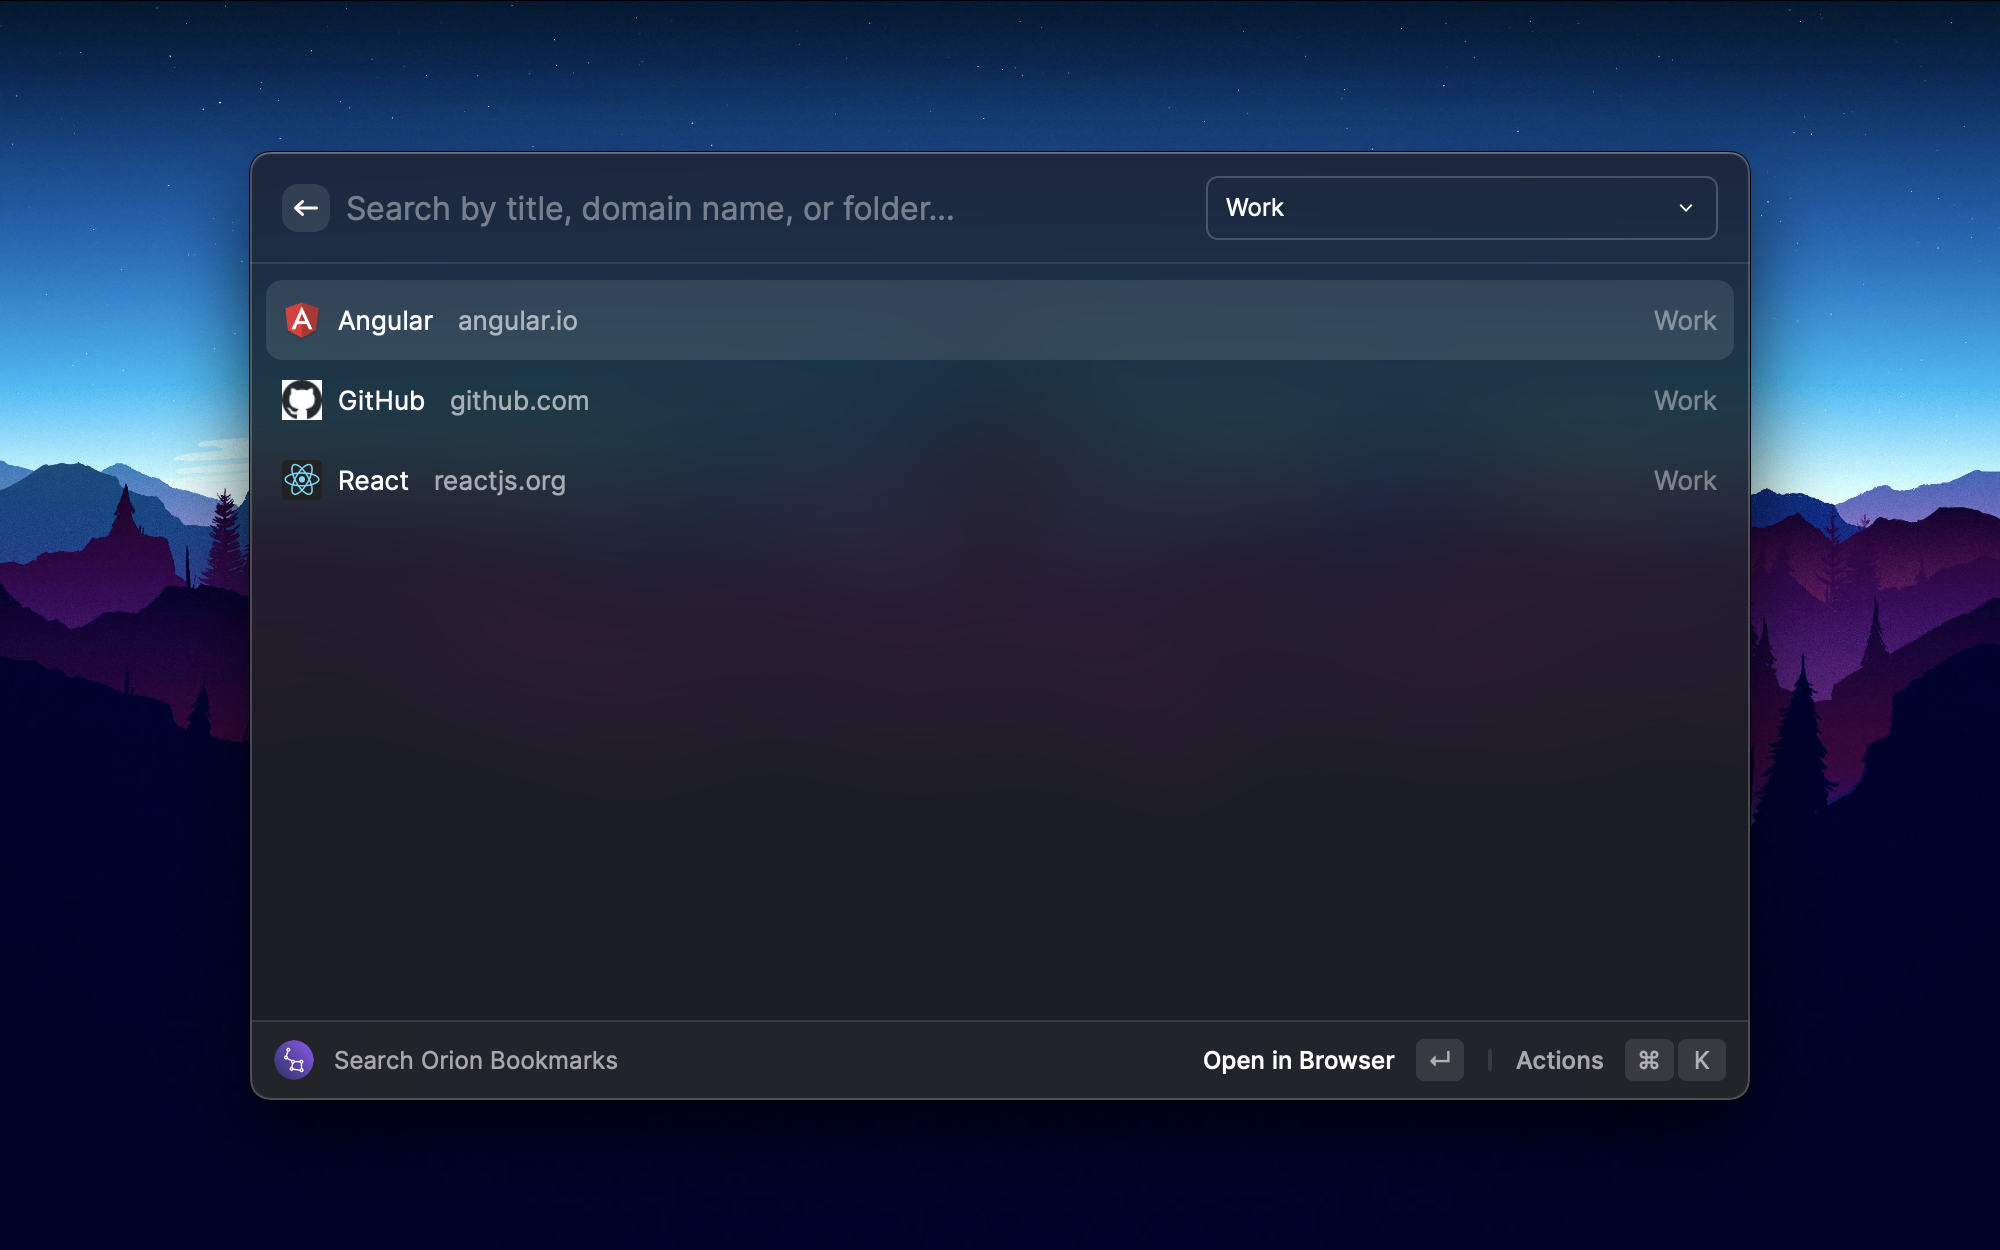 Search by title, domain name, or folder...
Work
Angular angular.io Work
GitHub github.com Work
React reactjs.org Work
Search Orion Bookmarks
Open in Browser ↵ | Actions ⌘ K